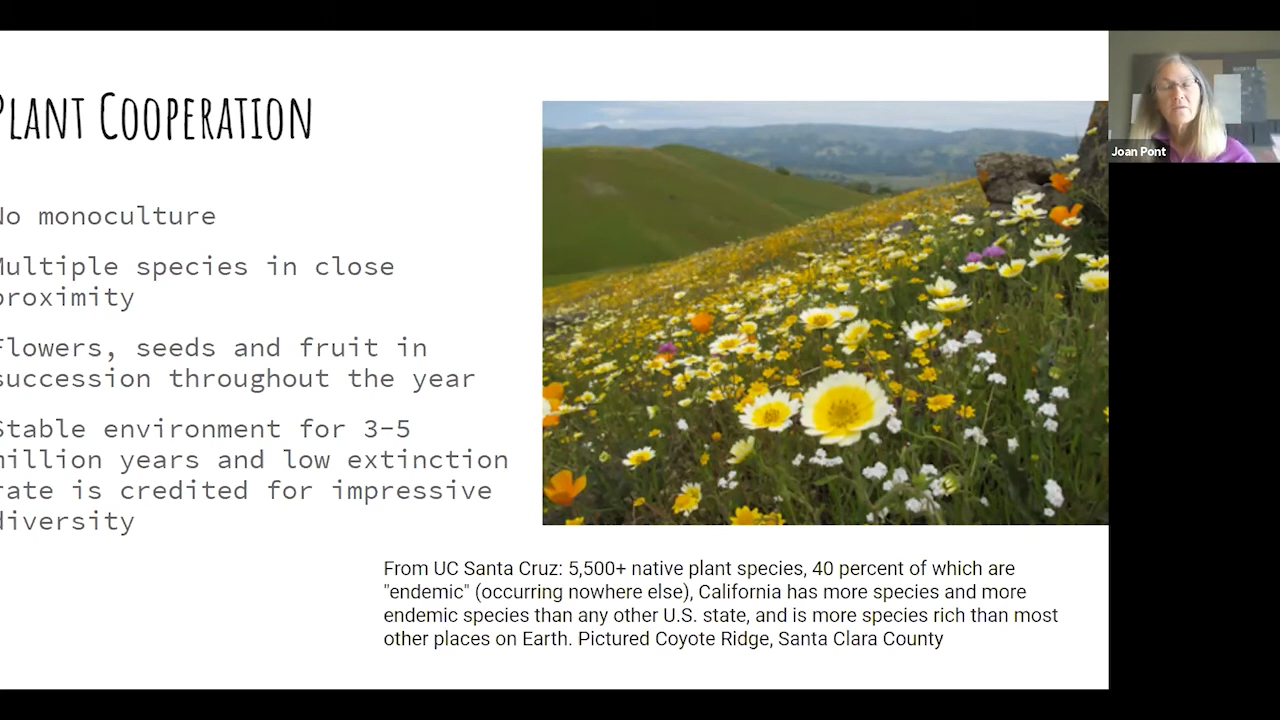 PLANT COOPERATION
No monoculture
Multiple species in close
proximity
Flowers, seeds and fruit in
succession throughout the year
Stable environment for 3-5
million years and low extinction
rate is credited for impressive
diversity
From UC Santa Cruz: 5,500+ native plant species, 40 percent of which are
"endemic" (occurring nowhere else), California has more species and more
endemic species than any other U.S. state, and is more species rich than most
other places on Earth. Pictured Coyote Ridge, Santa Clara County
Joan Pont